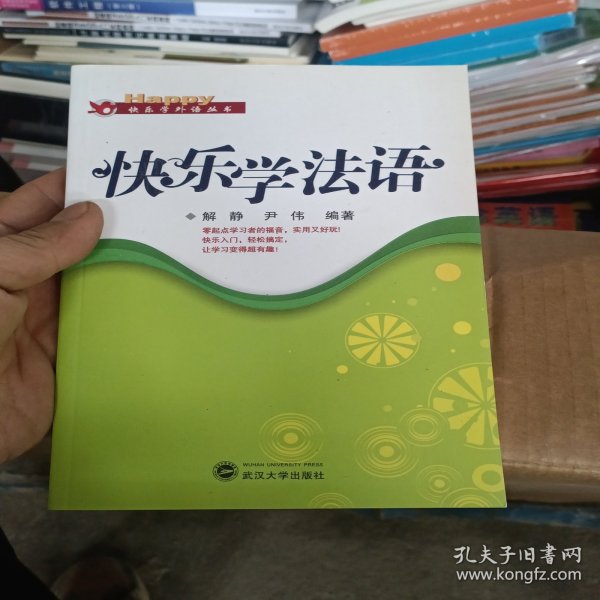 Happy
快乐学外语丛书
快乐学法语
解静 尹伟 编著
零起点学习者的福音，实用又好玩！
快乐入门，轻松搞定，
让学习变得超有趣！
WUHAN UNIVERSITY PRESS
武汉大学出版社
孔夫子旧书网
www.kongfz.com